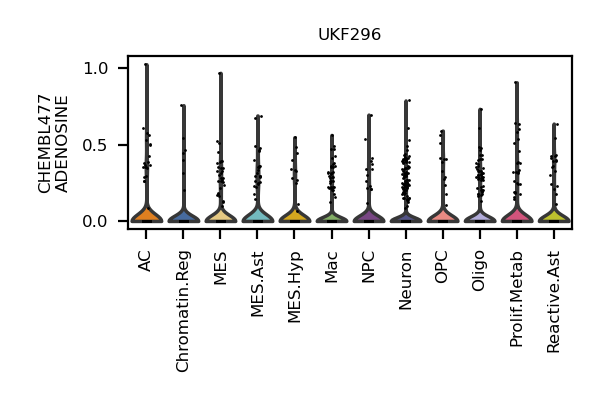 UKF296
CHEMBL477
ADENOSINE
1.0
0.5
0.0
AC
Chromatin.Reg
MES
MES.Ast
MES.Hyp
Mac
NPC
Neuron
OPC
Oligo
Prolif.Metab
Reactive.Ast